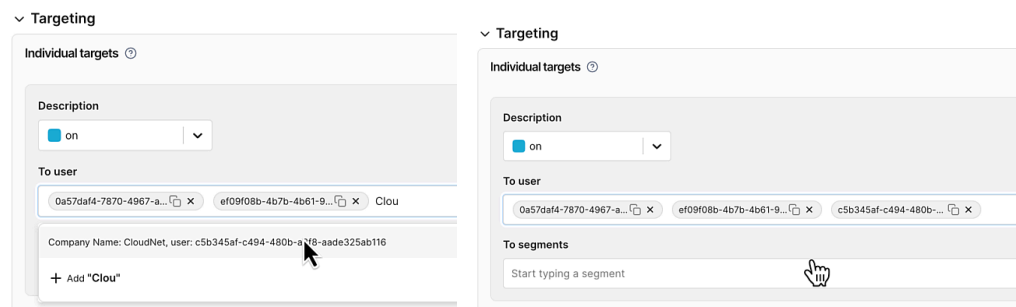 Targeting
Individual targets
Description
on
To user
0a57daf4-7870-4967-a...
ef09f08b-4b7b-4b61-9...
Clou
Company Name: CloudNet, user: c5b345af-c494-480b-a f8-aade325ab116
Add "Clou"
Targeting
Individual targets
Description
on
To user
0a57daf4-7870-4967-a...
ef09f08b-4b7b-4b61-9...
c5b345af-c494-480b-...
To segments
Start typing a segment